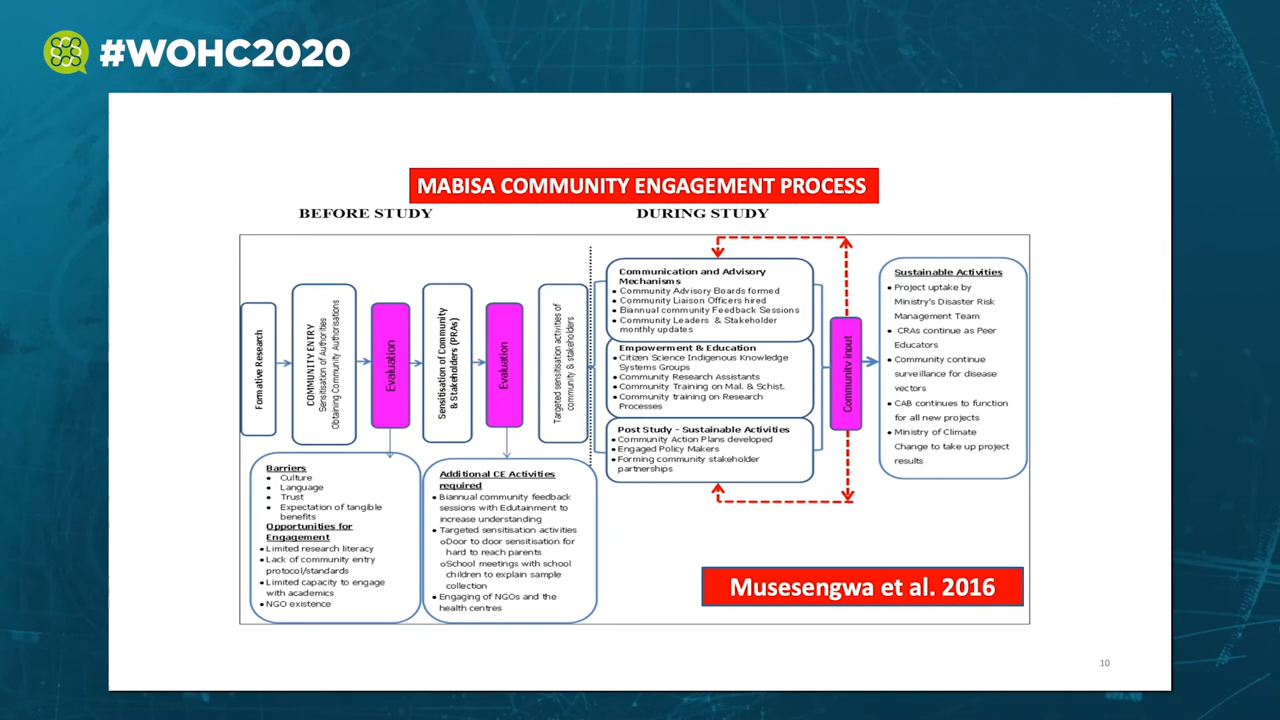 #WOHC2020
MABISA COMMUNITY ENGAGEMENT PROCESS
BEFORE STUDY
DURING STUDY
Formative Research
COMMUNITY ENTRY
Sensitisation of Authorities
Obtaining Community Authorisations
Evaluation
Sensitisation of Community
& Stakeholders (PRAs)
Evaluation
Targeted sensitisation activities of
community & stakeholders
Barriers
• Culture
• Language
• Trust
• Expectation of tangible
benefits
Opportunities for
Engagement
• Limited research literacy
• Lack of community entry
protocol/standards
• Limited capacity to engage
with academics
• NGO existence
Additional CE Activities
required
• Biannual community feedback
sessions with Edutainment to
increase understanding
• Targeted sensitisation activities
oDoor to door sensitisation for
hard to reach parents
oSchool meetings with school
children to explain sample
collection
• Engaging of NGOs and the
health centres
Communication and Advisory
Mechanisms
• Community Advisory Boards formed
• Community Liaison Officers hired
• Biannual community Feedback Sessions
• Community Leaders & Stakeholder
monthly updates
Empowerment & Education
• Citizen Science Indigenous Knowledge
Systems Groups
• Community Research Assistants
• Community Training on Mal. & Schist.
• Community training on Research
Processes
Post Study – Sustainable Activities
• Community Action Plans developed
• Engaged Policy Makers
• Forming community stakeholder
partnerships
Community input
Sustainable Activities
• Project uptake by
Ministry's Disaster Risk
Management Team
• CRAs continue as Peer
Educators
• Community continue
surveillance for disease
vectors
• CAB continues to function
for all new projects
• Ministry of Climate
Change to take up project
results
Musesengwa et al. 2016
10